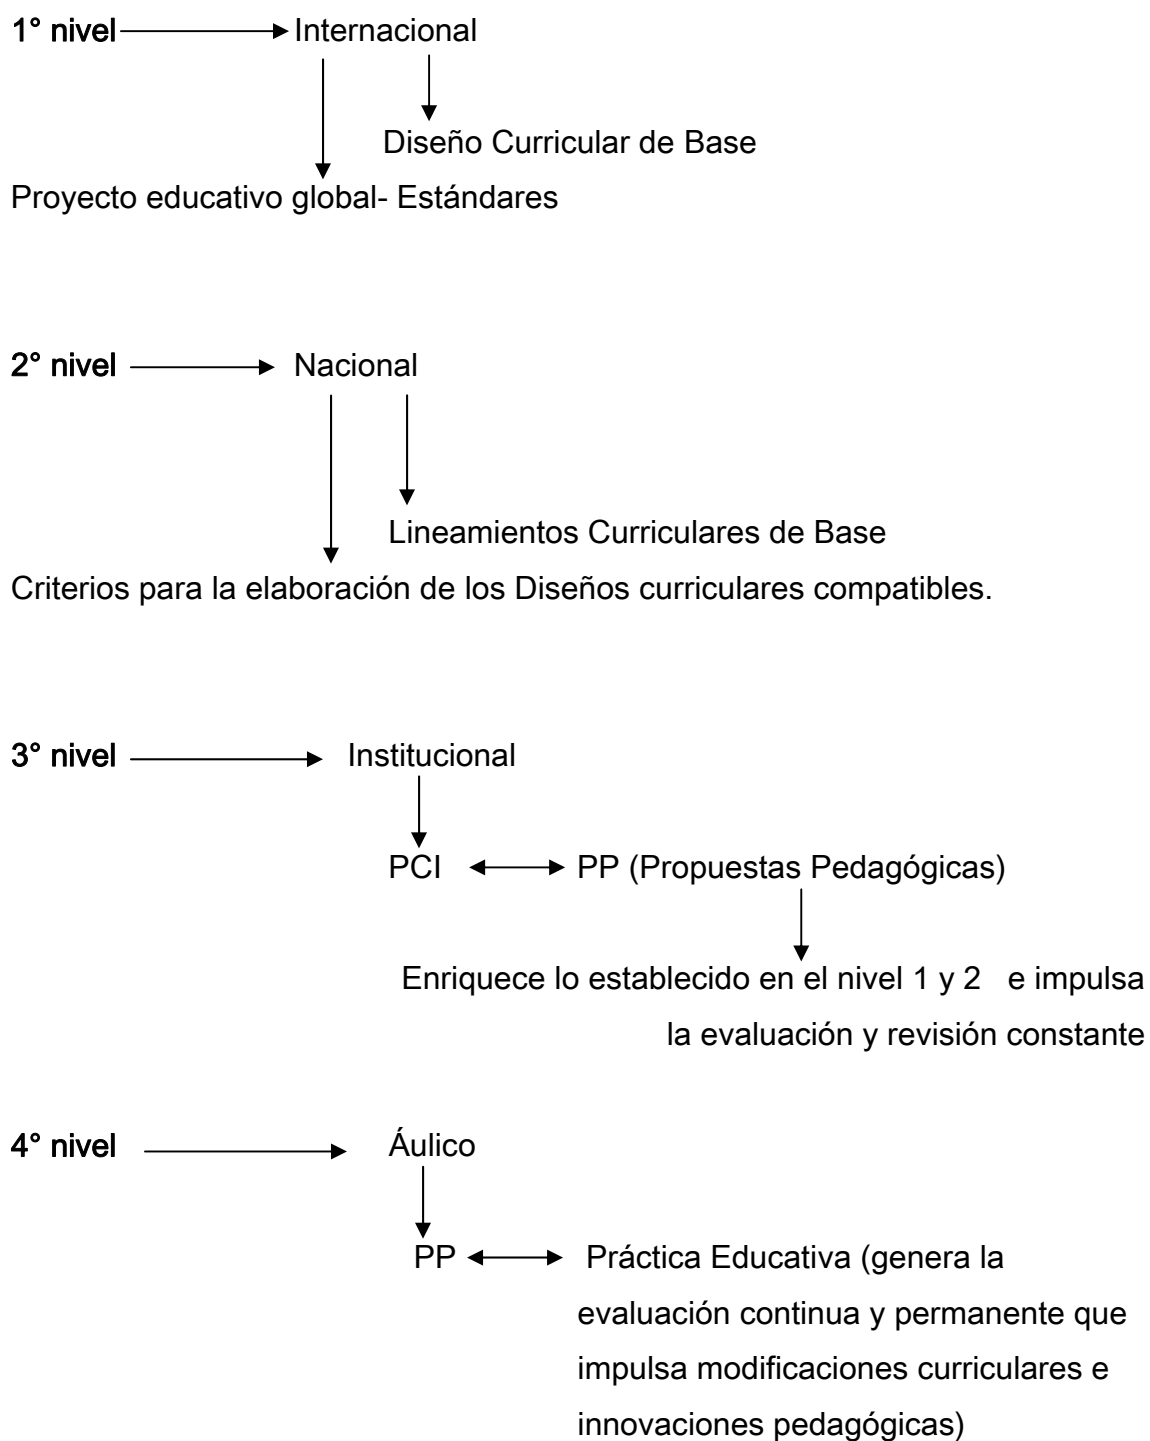 1° nivel Internacional
Diseño Curricular de Base
Proyecto educativo global- Estándares
2° nivel Nacional
Lineamientos Curriculares de Base
Criterios para la elaboración de los Diseños curriculares compatibles.
3° nivel Institucional
PCI PP (Propuestas Pedagógicas)
Enriquece lo establecido en el nivel 1 y 2 e impulsa
la evaluación y revisión constante
4° nivel Áulico
PP Práctica Educativa (genera la
evaluación continua y permanente que
impulsa modificaciones curriculares e
innovaciones pedagógicas)